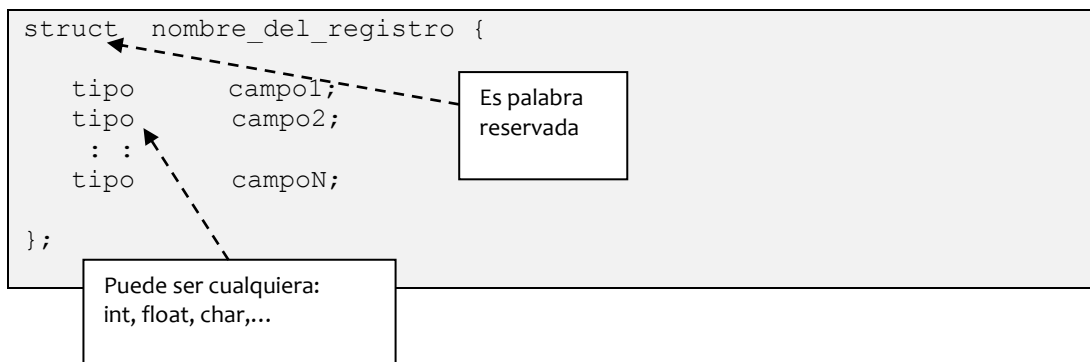 struct nombre_del_registro {
tipo campo1;
tipo campo2;
: :
tipo campoN;
};
Es palabra
reservada
Puede ser cualquiera:
int, float, char,…